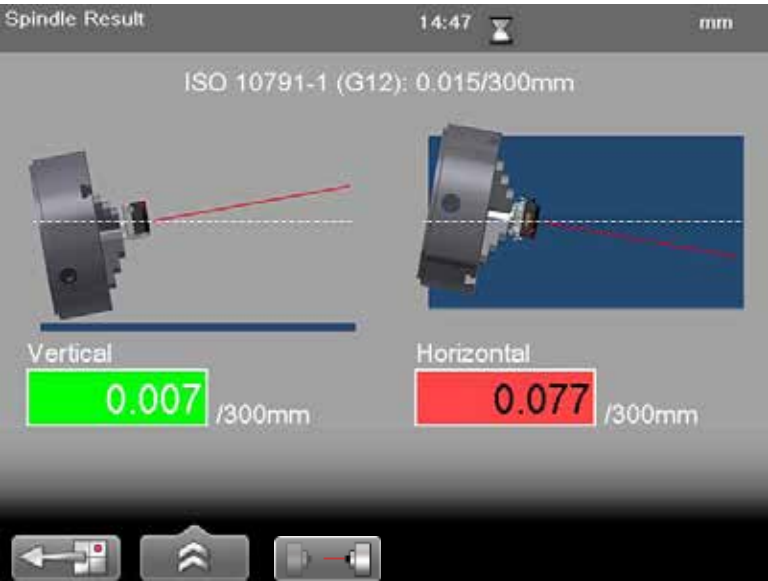 Spindle Result 14:47 mm
ISO 10791-1 (G12): 0.015/300mm
Vertical Horizontal
0.007 /300mm 0.077 /300mm